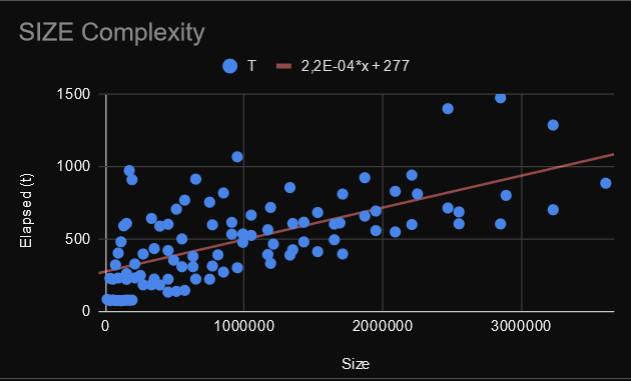 SIZE Complexity
T 2,2E-04*x + 277
1500
1000
500
0
Elapsed (t)
0 1000000 2000000 3000000
Size